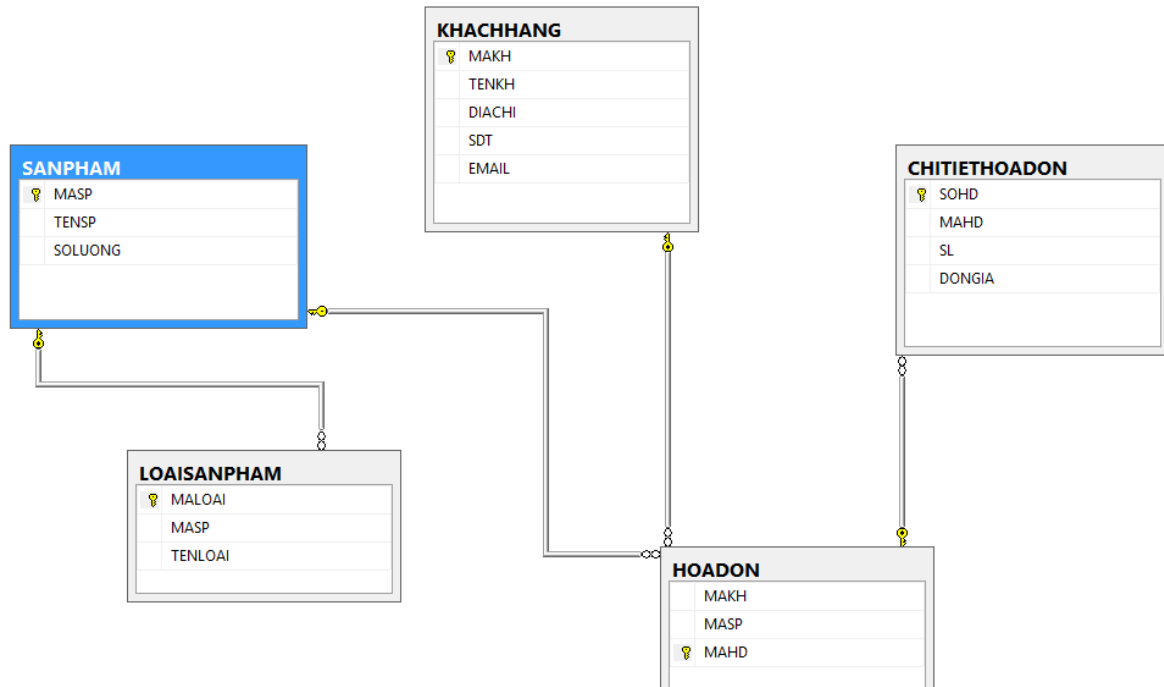 KHACHHANG
MAKH
TENKH
DIACHI
SDT
EMAIL
SANPHAM
MASP
TENSP
SOLUONG
CHITIETHOADON
SOHD
MAHD
SL
DONGIA
LOAISANPHAM
MALOAI
MASP
TENLOAI
HOADON
MAKH
MASP
MAHD